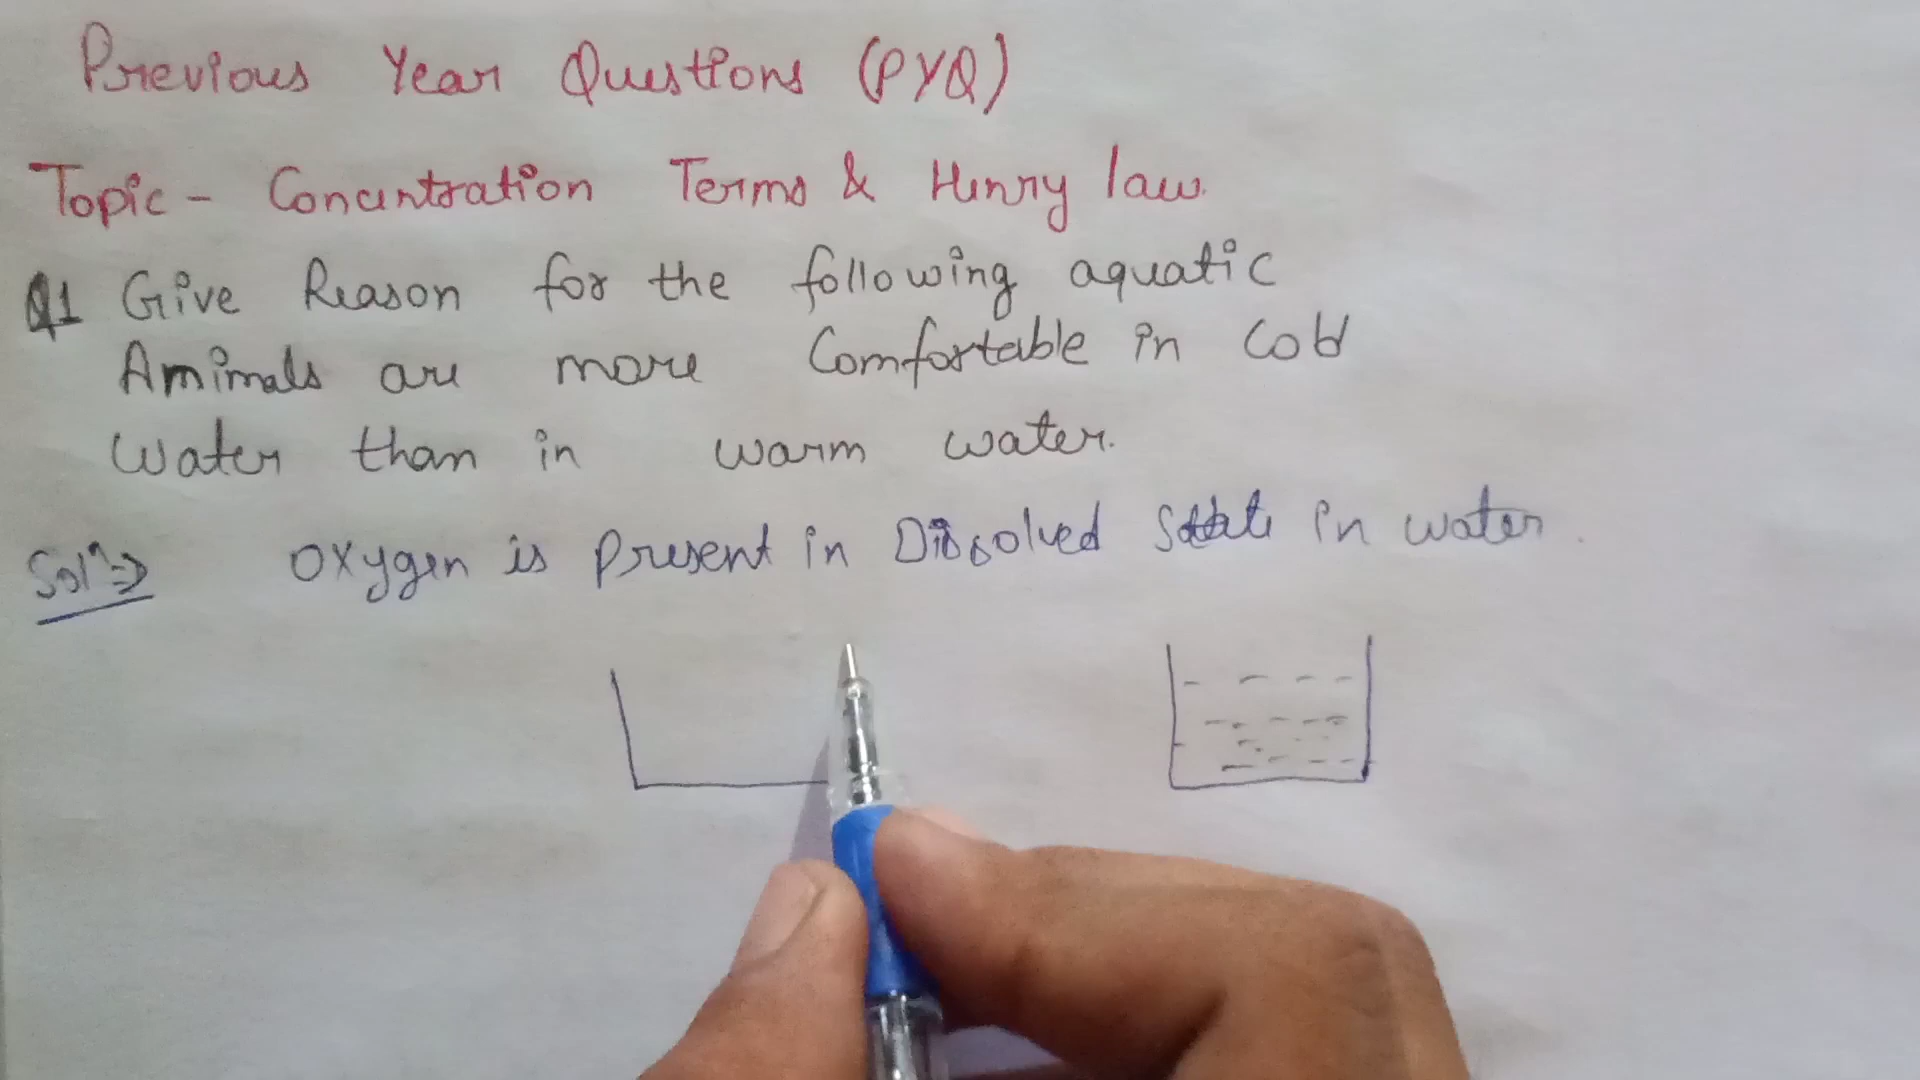 Previous Year Questions (PYQ)
Topic - Concentration Terms & Henry law.
Q1 Give Reason for the following aquatic
Animals are more Comfortable in Cold
Water than in warm water.
Solⁿ⇒ Oxygen is Present in Dissolved State in water.